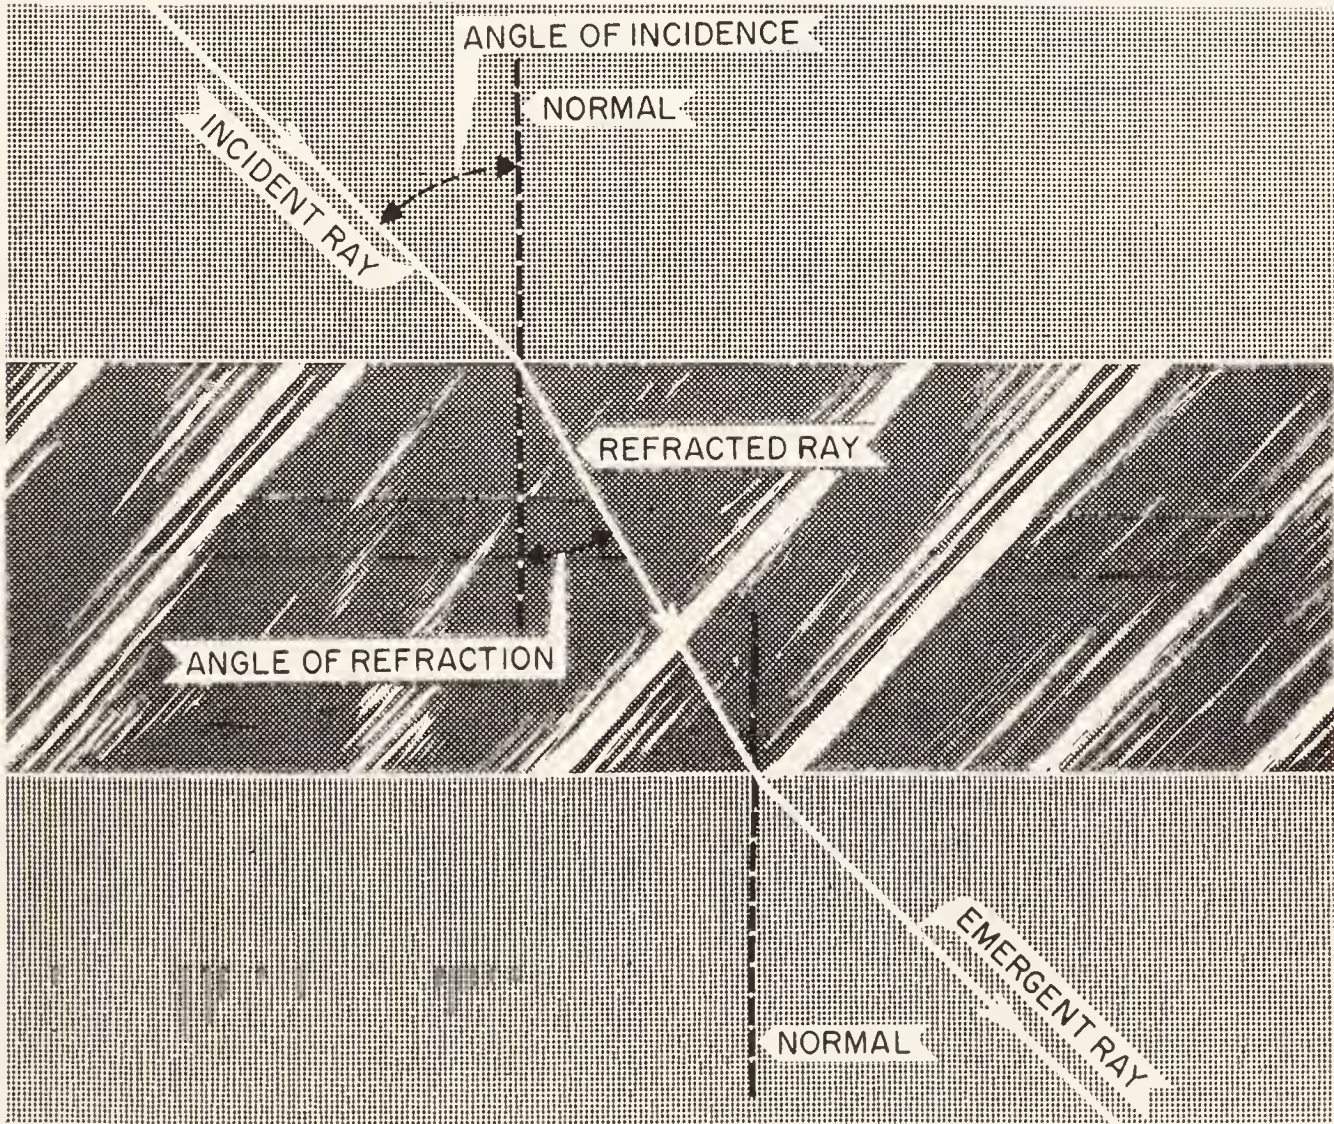 ANGLE OF INCIDENCE
NORMAL
INCIDENT RAY
REFRACTED RAY
ANGLE OF REFRACTION
EMERGENT RAY
NORMAL